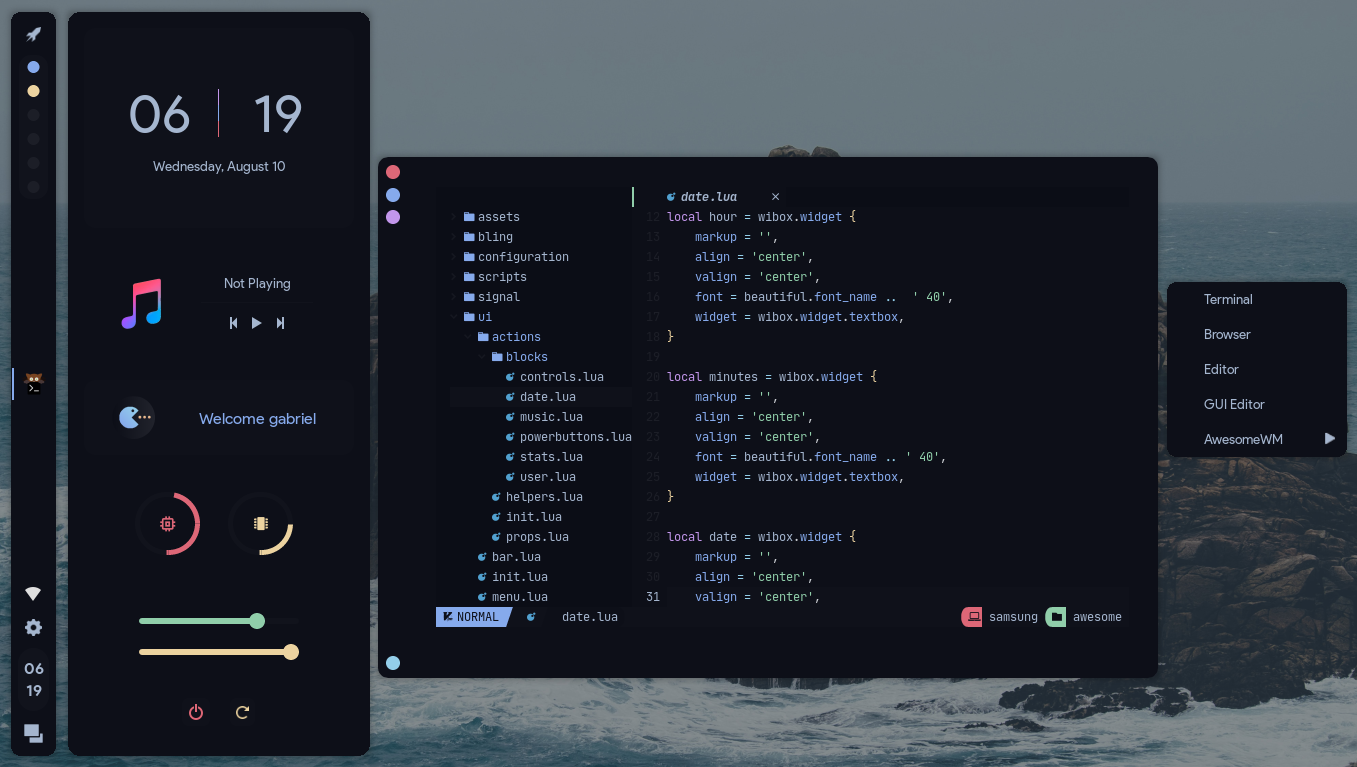 06 19
Wednesday, August 10
Not Playing
Welcome gabriel
06
19
assets
bling
configuration
scripts
signal
ui
actions
blocks
controls.lua
date.lua
music.lua
powerbuttons.lua
stats.lua
user.lua
helpers.lua
init.lua
props.lua
bar.lua
init.lua
menu.lua
date.lua ×
12 local hour = wibox.widget {
13 markup = '',
14 align = 'center',
15 valign = 'center',
16 font = beautiful.font_name .. ' 40',
17 widget = wibox.widget.textbox,
18 }
19
20 local minutes = wibox.widget {
21 markup = '',
22 align = 'center',
23 valign = 'center',
24 font = beautiful.font_name .. ' 40',
25 widget = wibox.widget.textbox,
26 }
27
28 local date = wibox.widget {
29 markup = '',
30 align = 'center',
31 valign = 'center',
NORMAL date.lua samsung awesome
Terminal
Browser
Editor
GUI Editor
AwesomeWM